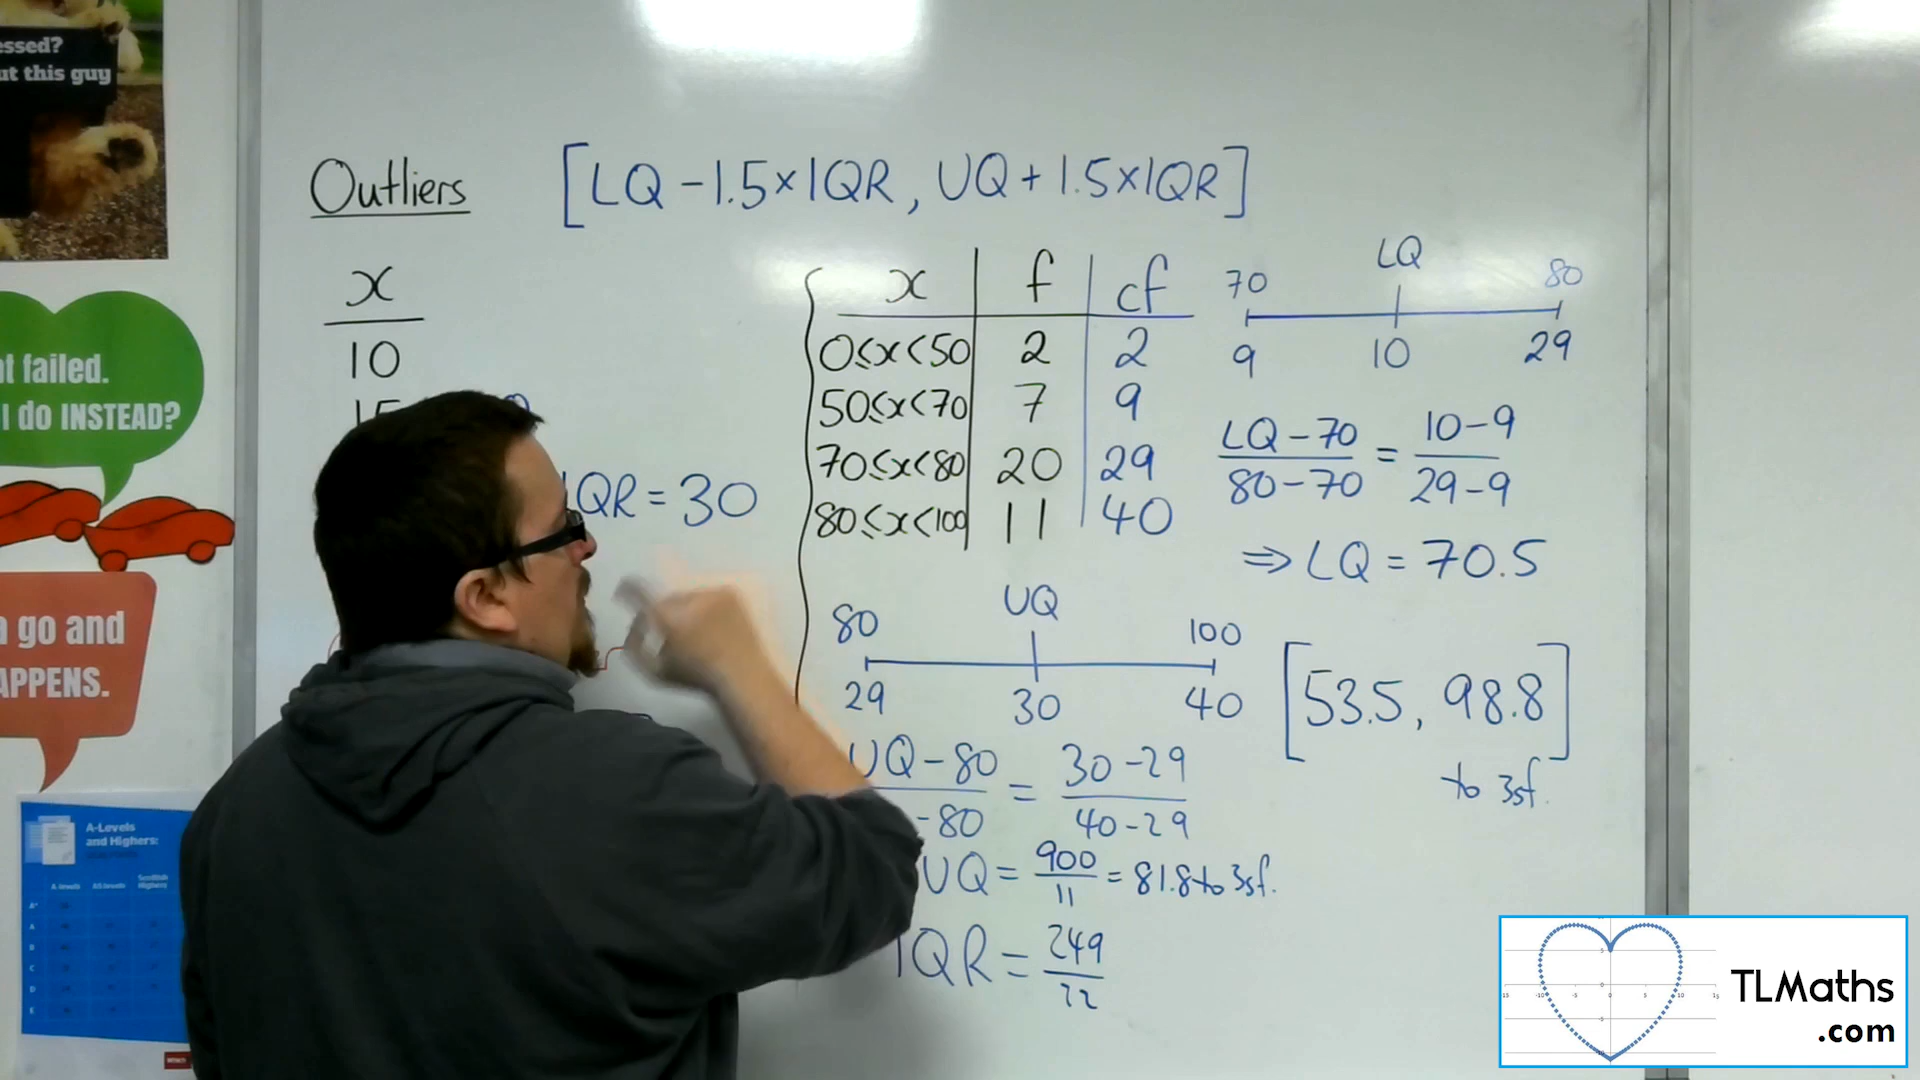 ut this guy
Outliers [LQ - 1.5 × IQR, UQ + 1.5 × IQR]
x
10
IQR = 30
x f cf
0 ≤ x < 50 2 2
50 ≤ x < 70 7 9
70 ≤ x < 80 20 29
80 ≤ x < 100 11 40
LQ
70 80
9 10 29
LQ - 70 / 80 - 70 = 10 - 9 / 29 - 9
⇒ LQ = 70.5
UQ
80 100
29 30 40
UQ - 80 / - 80 = 30 - 29 / 40 - 29
UQ = 900 / 11 = 81.8 to 3sf.
IQR = 249 / 22
[53.5, 98.8]
to 3sf.
t failed.
I do INSTEAD?
go and
APPENS.
A-Levels
and Highers:
TLMaths
.com